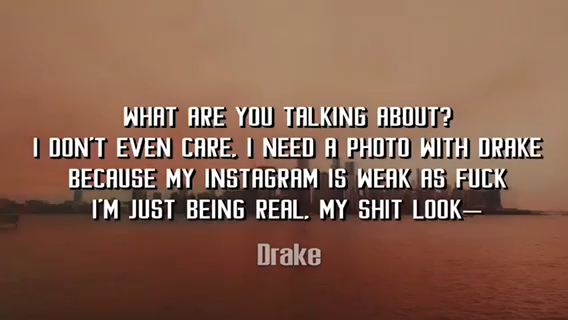 WHAT ARE YOU TALKING ABOUT?
I DON'T EVEN CARE, I NEED A PHOTO WITH DRAKE
BECAUSE MY INSTAGRAM IS WEAK AS FUCK
I'M JUST BEING REAL, MY SHIT LOOK—
Drake